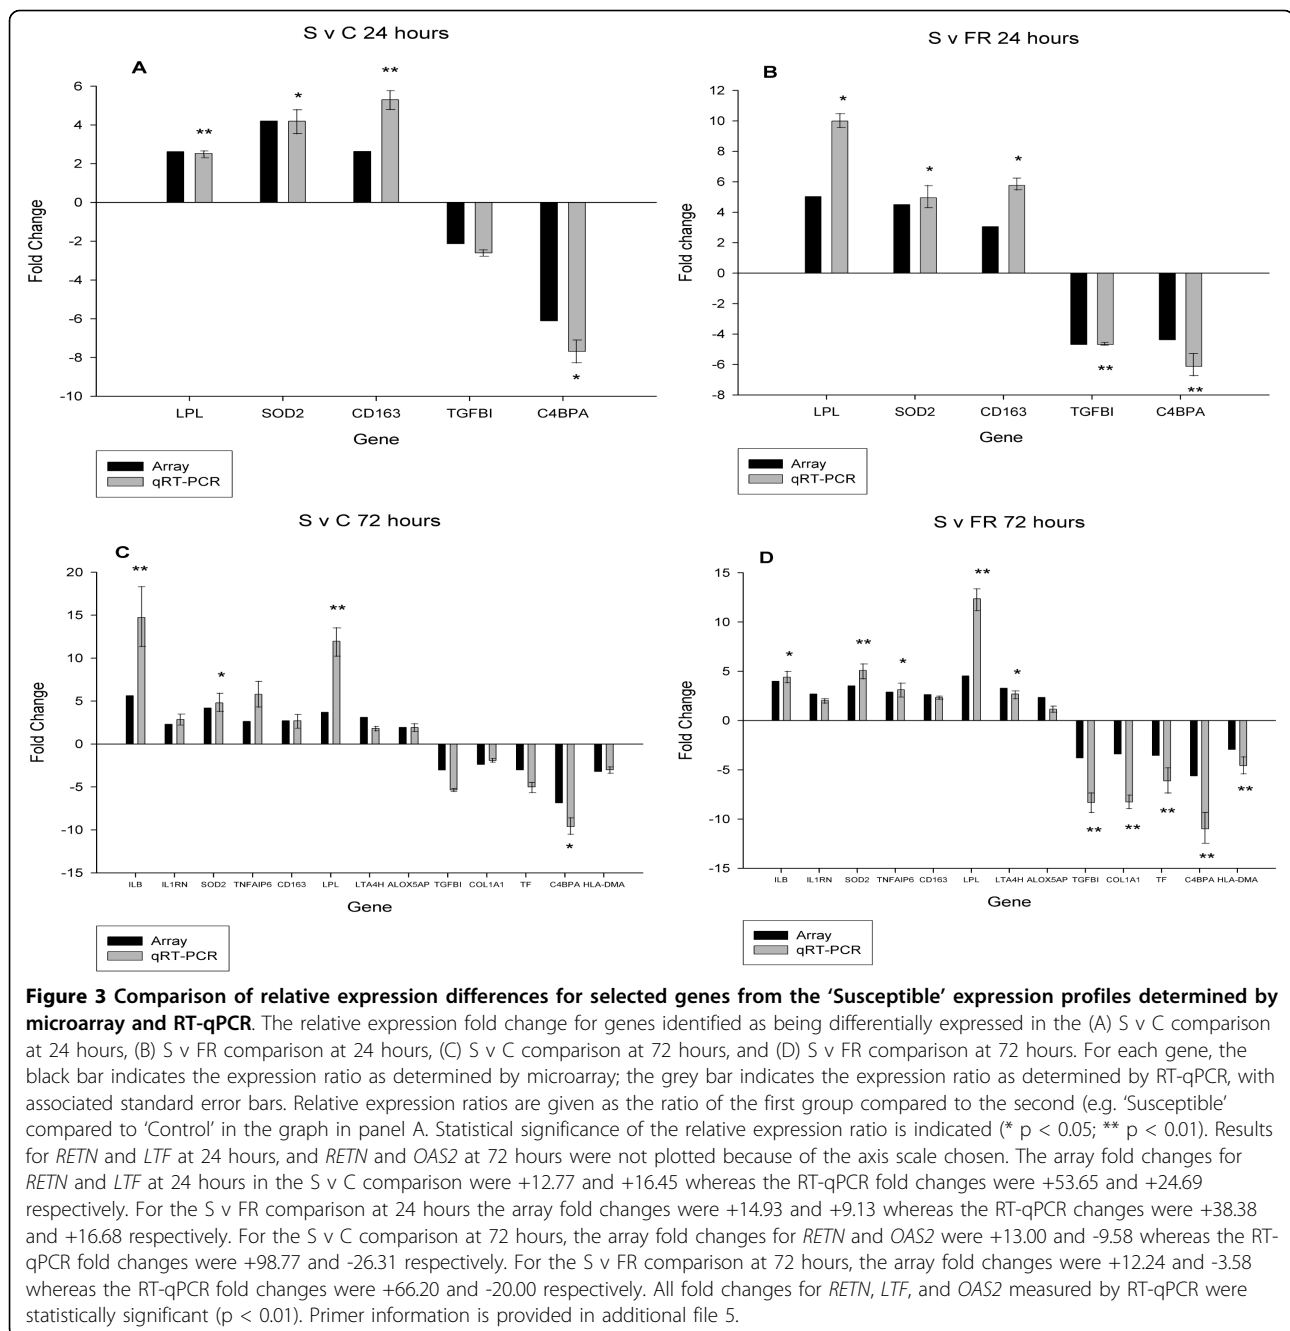 S v C 24 hours
A
**
*
**
*
6
4
2
0
-2
-4
-6
-8
-10
Fold Change
LPL SOD2 CD163 TGFBI C4BPA
Gene
Array
qRT-PCR
S v FR 24 hours
B
*
*
*
**
**
12
10
8
6
4
2
0
-2
-4
-6
-8
Fold change
LPL SOD2 CD163 TGFBI C4BPA
Gene
Array
qRT-PCR
S v C 72 hours
C
**
*
**
*
20
15
10
5
0
-5
-10
-15
Fold Change
ILB IL1RN SOD2 TNFAIP6 CD163 LPL LTA4H ALOX5AP TGFBI COL1A1 TF C4BPA HLA-DMA
Gene
Array
qRT-PCR
S v FR 72 hours
D
*
**
*
**
*
**
**
**
**
**
15
10
5
0
-5
-10
-15
Fold Change
ILB IL1RN SOD2 TNFAIP6 CD163 LPL LTA4H ALOX5AP TGFBI COL1A1 TF C4BPA HLA-DMA
Gene
Array
qRT-PCR
Figure 3 Comparison of relative expression differences for selected genes from the ‘Susceptible’ expression profiles determined by
microarray and RT-qPCR. The relative expression fold change for genes identified as being differentially expressed in the (A) S v C comparison
at 24 hours, (B) S v FR comparison at 24 hours, (C) S v C comparison at 72 hours, and (D) S v FR comparison at 72 hours. For each gene, the
black bar indicates the expression ratio as determined by microarray; the grey bar indicates the expression ratio as determined by RT-qPCR, with
associated standard error bars. Relative expression ratios are given as the ratio of the first group compared to the second (e.g. ‘Susceptible’
compared to ‘Control’ in the graph in panel A. Statistical significance of the relative expression ratio is indicated (* p < 0.05; ** p < 0.01). Results
for RETN and LTF at 24 hours, and RETN and OAS2 at 72 hours were not plotted because of the axis scale chosen. The array fold changes for
RETN and LTF at 24 hours in the S v C comparison were +12.77 and +16.45 whereas the RT-qPCR fold changes were +53.65 and +24.69
respectively. For the S v FR comparison at 24 hours the array fold changes were +14.93 and +9.13 whereas the RT-qPCR changes were +38.38
and +16.68 respectively. For the S v C comparison at 72 hours, the array fold changes for RETN and OAS2 were +13.00 and -9.58 whereas the RT-
qPCR fold changes were +98.77 and -26.31 respectively. For the S v FR comparison at 72 hours, the array fold changes were +12.24 and -3.58
whereas the RT-qPCR fold changes were +66.20 and -20.00 respectively. All fold changes for RETN, LTF, and OAS2 measured by RT-qPCR were
statistically significant (p < 0.01). Primer information is provided in additional file 5.